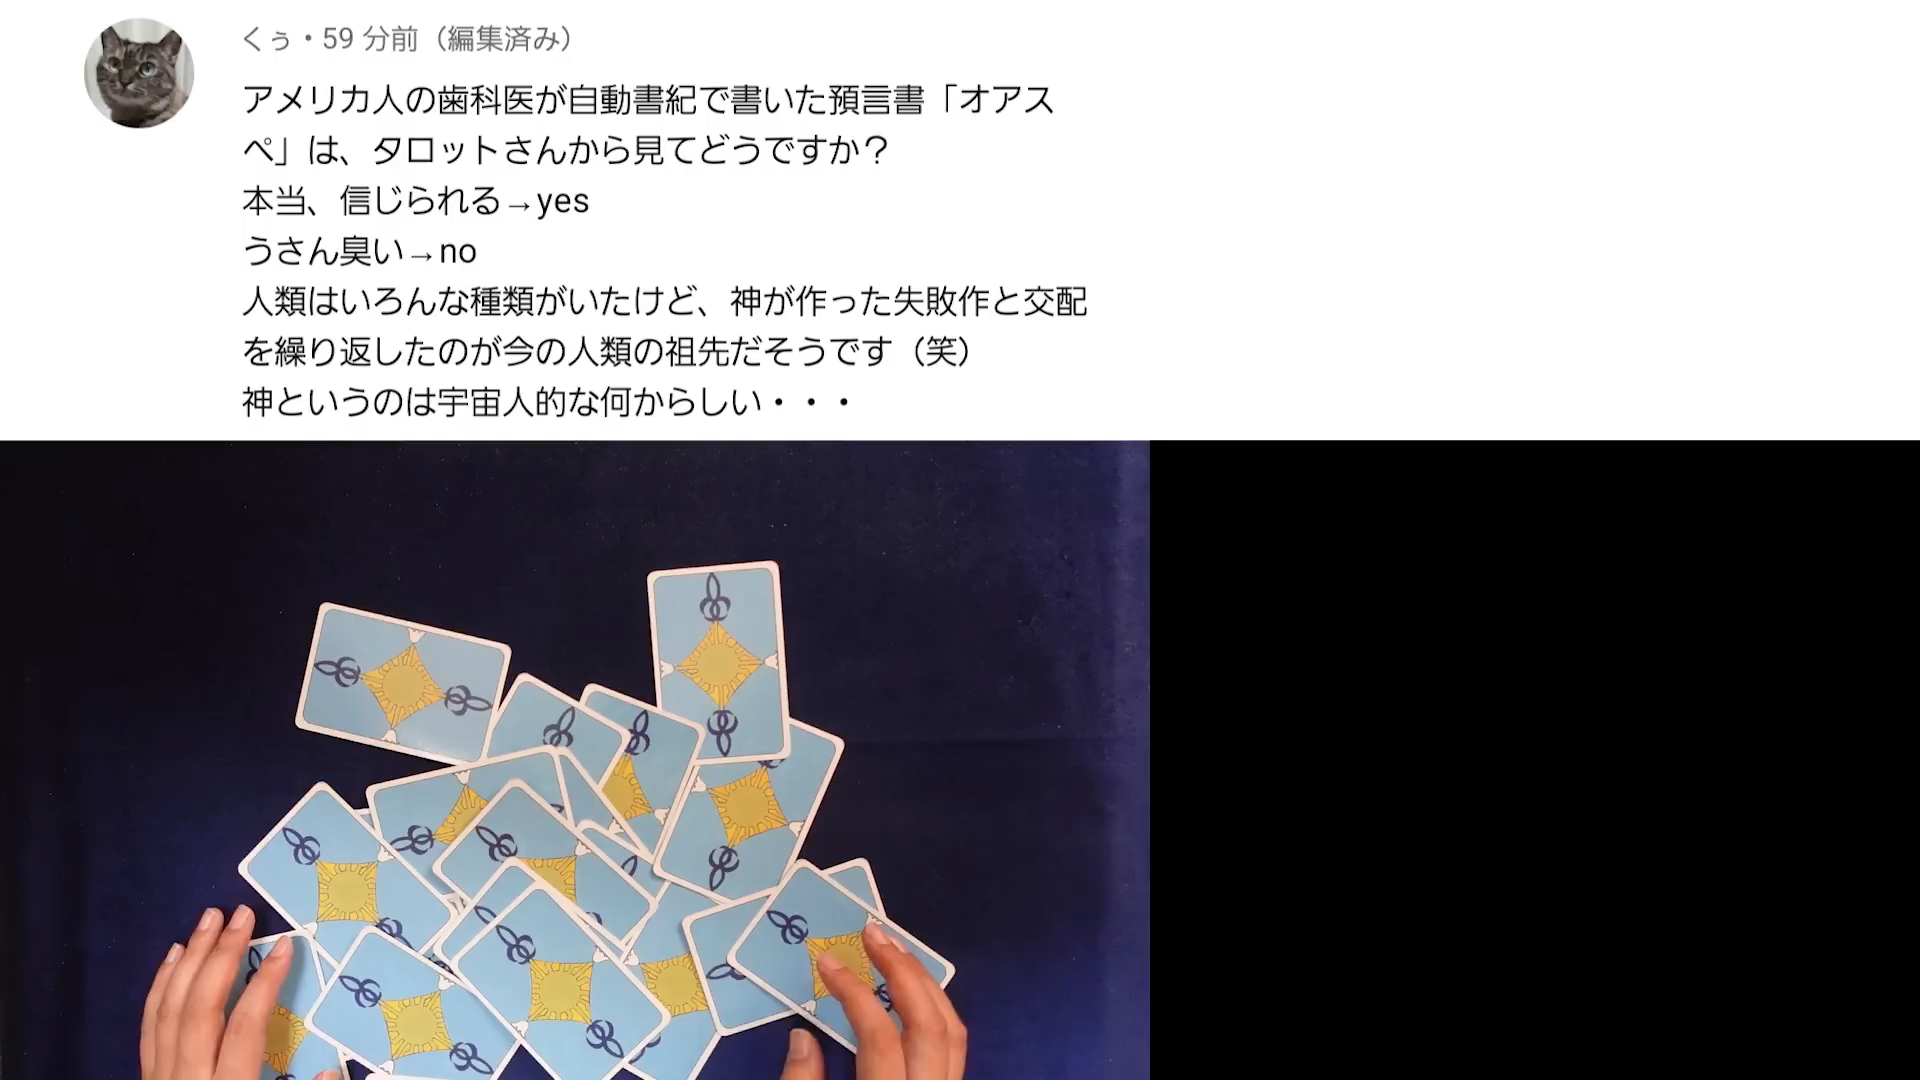 くぅ・59 分前（編集済み）
アメリカ人の歯科医が自動書紀で書いた預言書「オアス
ペ」は、タロットさんから見てどうですか？
本当、信じられる→yes
うさん臭い→no
人類はいろんな種類がいたけど、神が作った失敗作と交配
を繰り返したのが今の人類の祖先だそうです（笑）
神というのは宇宙人的な何からしい・・・